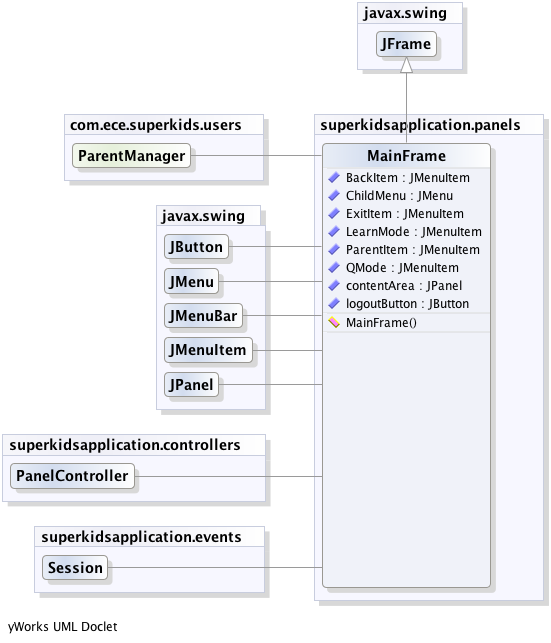 javax.swing
JFrame
com.ece.superkids.users
ParentManager
superkidsapplication.panels
MainFrame
BackItem : JMenuItem
ChildMenu : JMenu
ExitItem : JMenuItem
LearnMode : JMenuItem
ParentItem : JMenuItem
QMode : JMenuItem
contentArea : JPanel
logoutButton : JButton
MainFrame()
javax.swing
JButton
JMenu
JMenuBar
JMenuItem
JPanel
superkidsapplication.controllers
PanelController
superkidsapplication.events
Session
yWorks UML Doclet